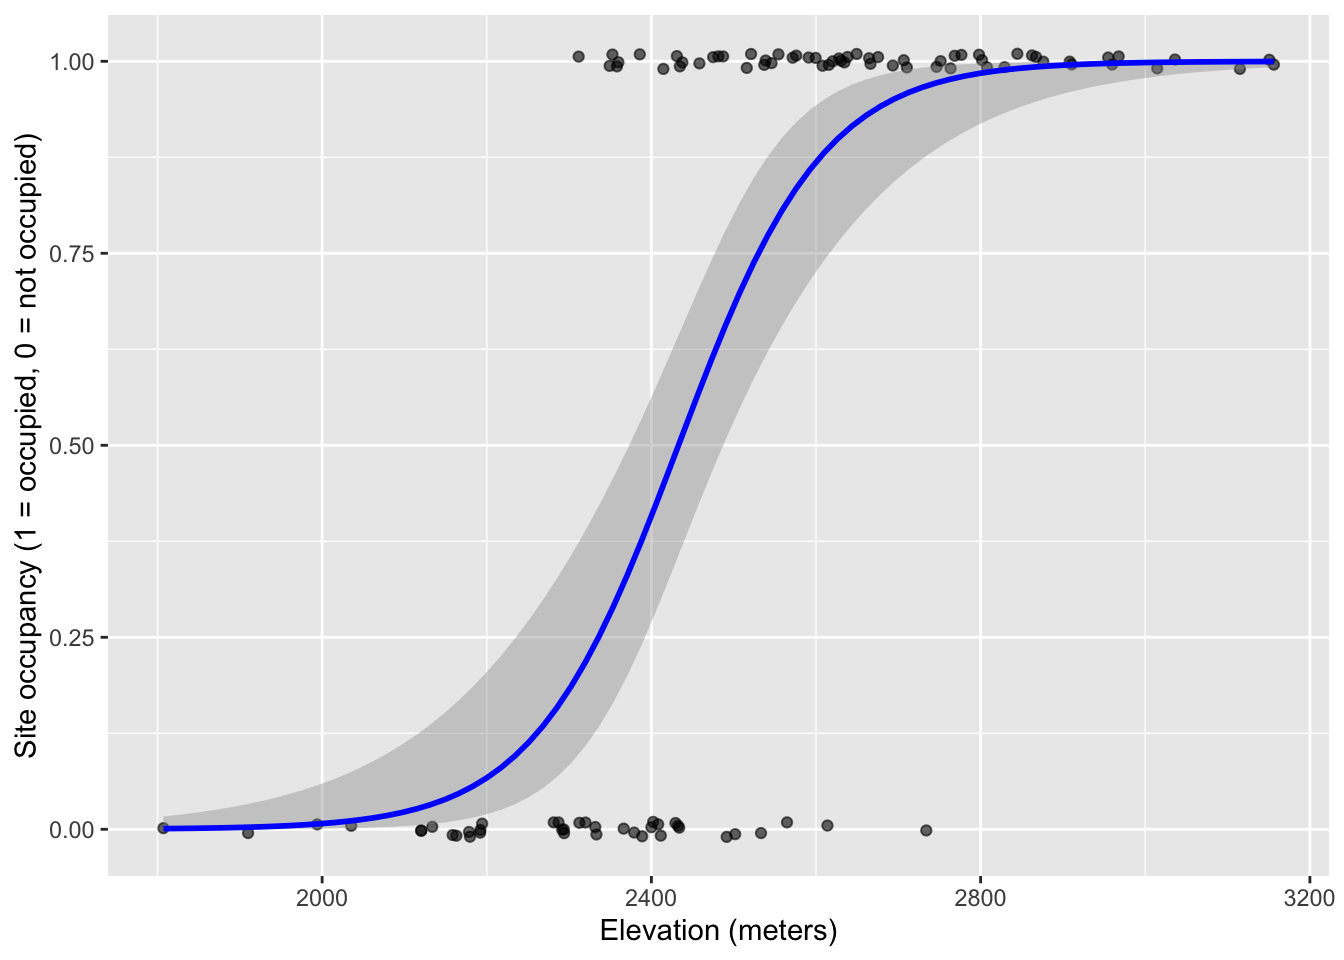 1.00
0.75
0.50
0.25
0.00
Site occupancy (1 = occupied, 0 = not occupied)
2000 2400 2800 3200
Elevation (meters)